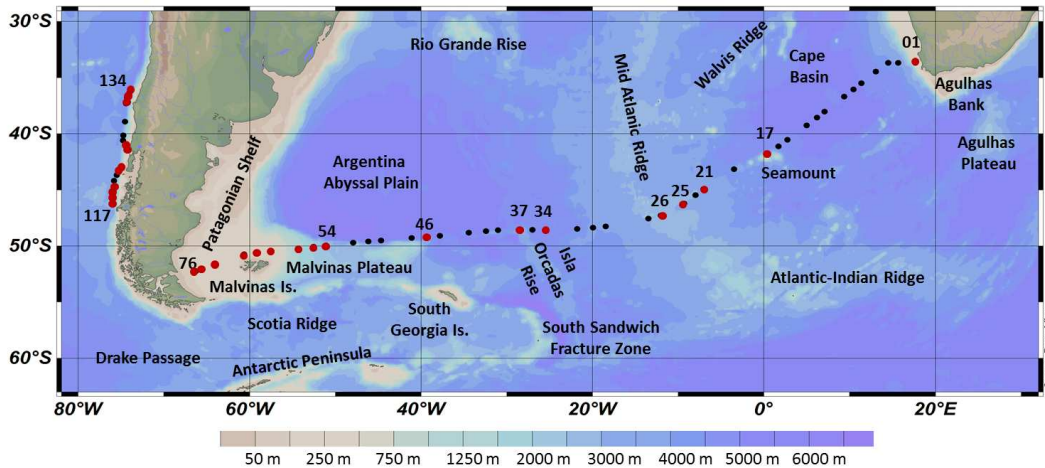 30°S
40°S
50°S
60°S
Rio Grande Rise
Mid Atlanic Ridge
Walvis Ridge
Cape
Basin
01
Agulhas
Bank
Agulhas
Plateau
134
117
Patagonian Shelf
Argentina
Abyssal Plain
17
Seamount
21
25
26
34
37
46
54
76
Isla
Orcadas
Rise
Malvinas Plateau
Malvinas Is.
Atlantic-Indian Ridge
South
Georgia Is.
Scotia Ridge
South Sandwich
Fracture Zone
Drake Passage
Antarctic Peninsula
80°W
60°W
40°W
20°W
0°
20°E
50 m
250 m
750 m
1250 m
2000 m
3000 m
4000 m
5000 m
6000 m